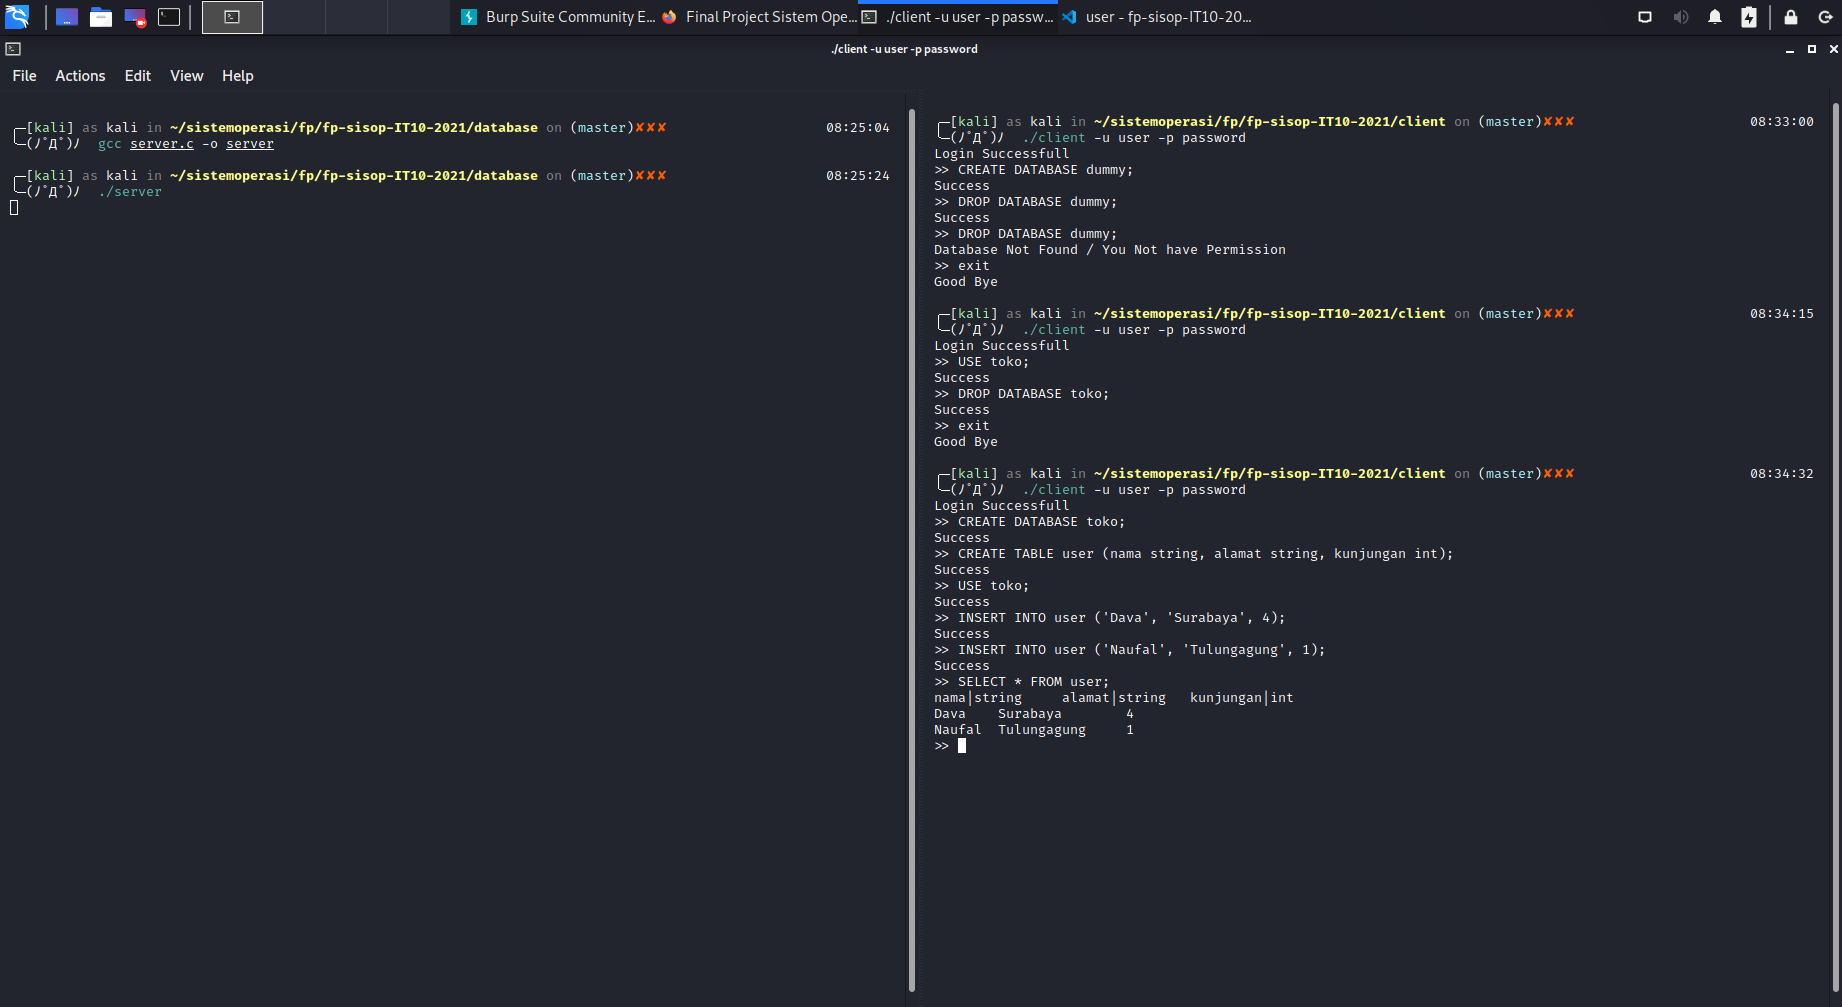 Burp Suite Community E...
Final Project Sistem Ope...
./client -u user -p passw...
user - fp-sisop-IT10-20...
./client -u user -p password
File Actions Edit View Help
[kali] as kali in ~/sistemoperasi/fp/fp-sisop-IT10-2021/database on (master)✘✘✘ 08:25:04
(ﾉ˚Д˚)ﾉ gcc server.c -o server
[kali] as kali in ~/sistemoperasi/fp/fp-sisop-IT10-2021/database on (master)✘✘✘ 08:25:24
(ﾉ˚Д˚)ﾉ ./server
[kali] as kali in ~/sistemoperasi/fp/fp-sisop-IT10-2021/client on (master)✘✘✘ 08:33:00
(ﾉ˚Д˚)ﾉ ./client -u user -p password
Login Successfull
>> CREATE DATABASE dummy;
Success
>> DROP DATABASE dummy;
Success
>> DROP DATABASE dummy;
Database Not Found / You Not have Permission
>> exit
Good Bye
[kali] as kali in ~/sistemoperasi/fp/fp-sisop-IT10-2021/client on (master)✘✘✘ 08:34:15
(ﾉ˚Д˚)ﾉ ./client -u user -p password
Login Successfull
>> USE toko;
Success
>> DROP DATABASE toko;
Success
>> exit
Good Bye
[kali] as kali in ~/sistemoperasi/fp/fp-sisop-IT10-2021/client on (master)✘✘✘ 08:34:32
(ﾉ˚Д˚)ﾉ ./client -u user -p password
Login Successfull
>> CREATE DATABASE toko;
Success
>> CREATE TABLE user (nama string, alamat string, kunjungan int);
Success
>> USE toko;
Success
>> INSERT INTO user ('Dava', 'Surabaya', 4);
Success
>> INSERT INTO user ('Naufal', 'Tulungagung', 1);
Success
>> SELECT * FROM user;
nama|string alamat|string kunjungan|int
Dava Surabaya 4
Naufal Tulungagung 1
>>